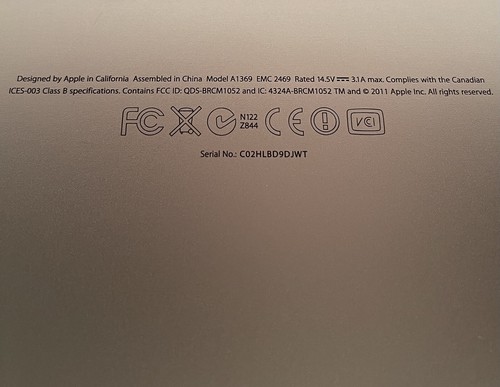 Designed by Apple in California Assembled in China Model A1369 EMC 2469 Rated 14.5V⎓3.1A max. Complies with the Canadian
ICES-003 Class B specifications. Contains FCC ID: QDS-BRCM1052 and IC: 4324A-BRCM1052 TM and © 2011 Apple Inc. All rights reserved.
FC N122 CE ! VCI
Z844
Serial No.: C02HLBD9DJWT